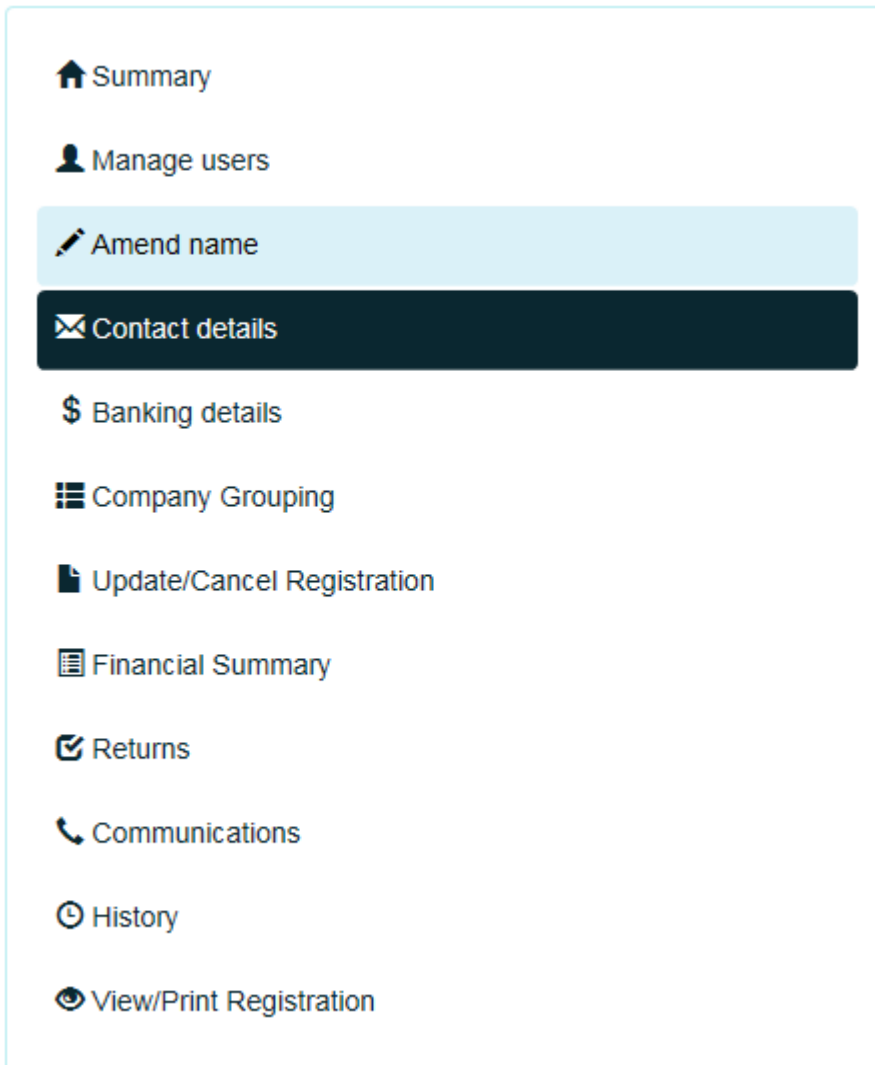 Summary
Manage users
Amend name
Contact details
Banking details
Company Grouping
Update/Cancel Registration
Financial Summary
Returns
Communications
History
View/Print Registration